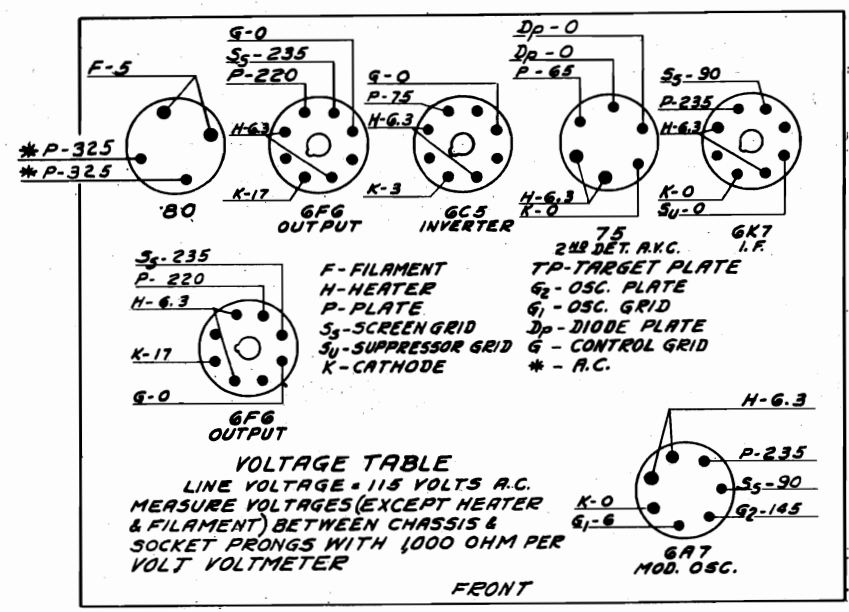 F-.5
* P-325
* P-325
'80
G-0
S5-235
P-220
H-6.3
K-17
6F6
OUTPUT
G-0
P-75
H-6.3
K-3
6C5
INVERTER
Dp-0
Dp-0
P-65
H-6.3
K-0
75
2ND DET. A.V.C.
S5-90
P-235
H-6.3
K-0
SU-0
6K7
I.F.
S5-235
P-220
H-6.3
K-17
G-0
6F6
OUTPUT
F-FILAMENT
H-HEATER
P-PLATE
S5-SCREEN GRID
SU-SUPPRESSOR GRID
K-CATHODE
TP-TARGET PLATE
G2-OSC. PLATE
G1-OSC. GRID
Dp-DIODE PLATE
G - CONTROL GRID
* - A.C.
VOLTAGE TABLE
LINE VOLTAGE = 115 VOLTS A.C.
MEASURE VOLTAGES (EXCEPT HEATER
& FILAMENT) BETWEEN CHASSIS &
SOCKET PRONGS WITH 1,000 OHM PER
VOLT VOLTMETER
H-6.3
P-235
S5-90
G2-145
K-0
G1-6
6A7
MOD. OSC.
FRONT